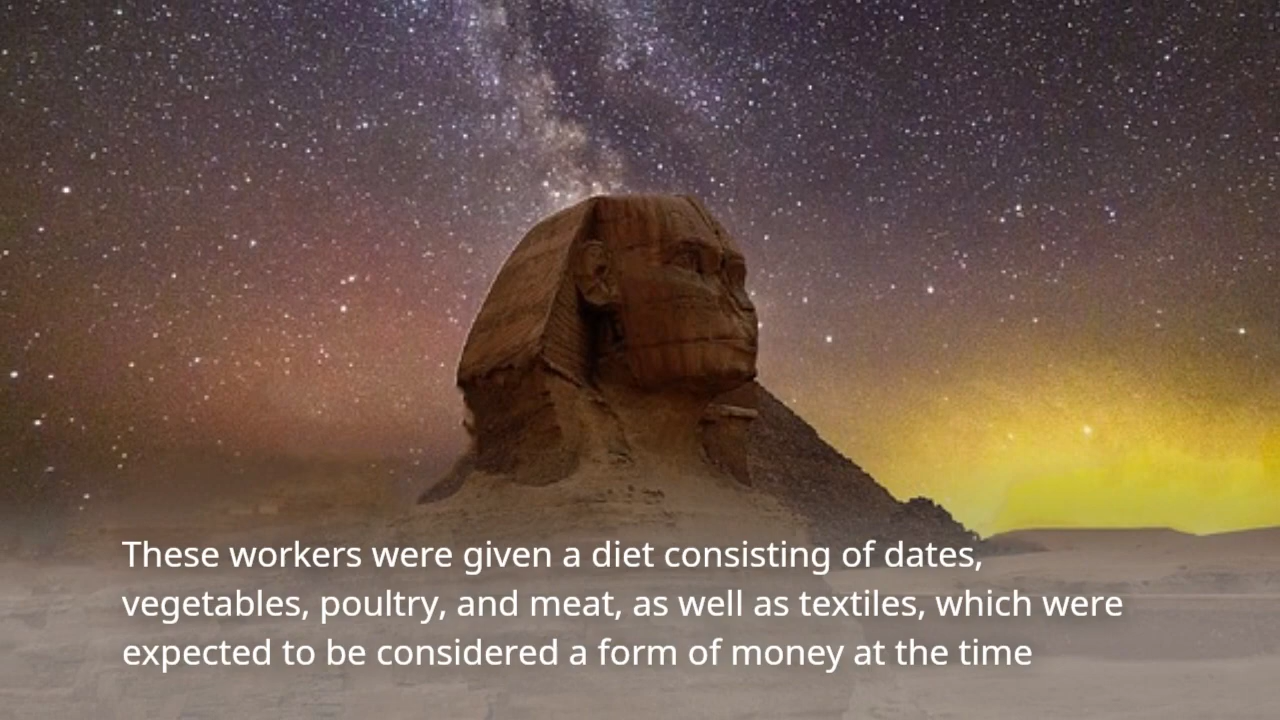 These workers were given a diet consisting of dates,
vegetables, poultry, and meat, as well as textiles, which were
expected to be considered a form of money at the time